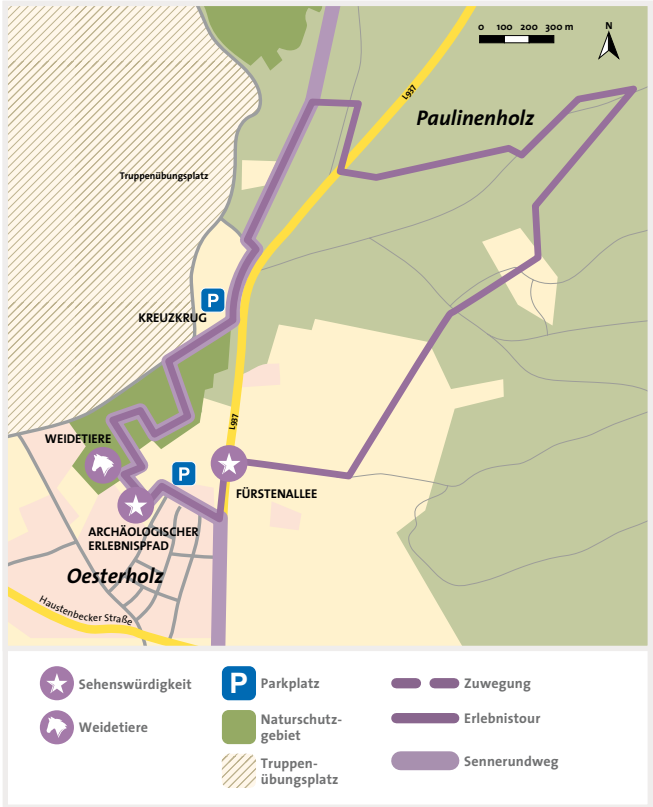 0 100 200 300 m
N
L937
Paulinenholz
Truppenübungsplatz
P
KREUZKRUG
L937
WEIDETIERE
P
FÜRSTENALLEE
ARCHÄOLOGISCHER
ERLEBNISPFAD
Oesterholz
Haustenbecker Straße
Sehenswürdigkeit
Weidetiere
P Parkplatz
Naturschutz-
gebiet
Truppen-
übungsplatz
Zuwegung
Erlebnistour
Sennerundweg